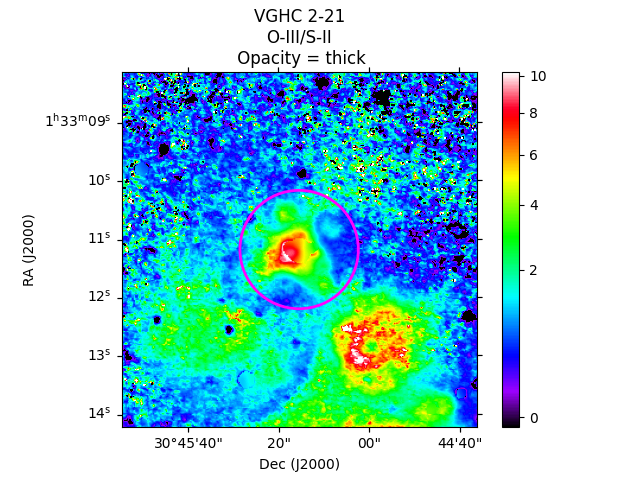 VGHC 2-21
O-III/S-II
Opacity = thick
1ʰ33ᵐ09ˢ
10ˢ
11ˢ
12ˢ
13ˢ
14ˢ
RA (J2000)
30°45'40" 20" 00" 44'40"
Dec (J2000)
10
8
6
4
2
0